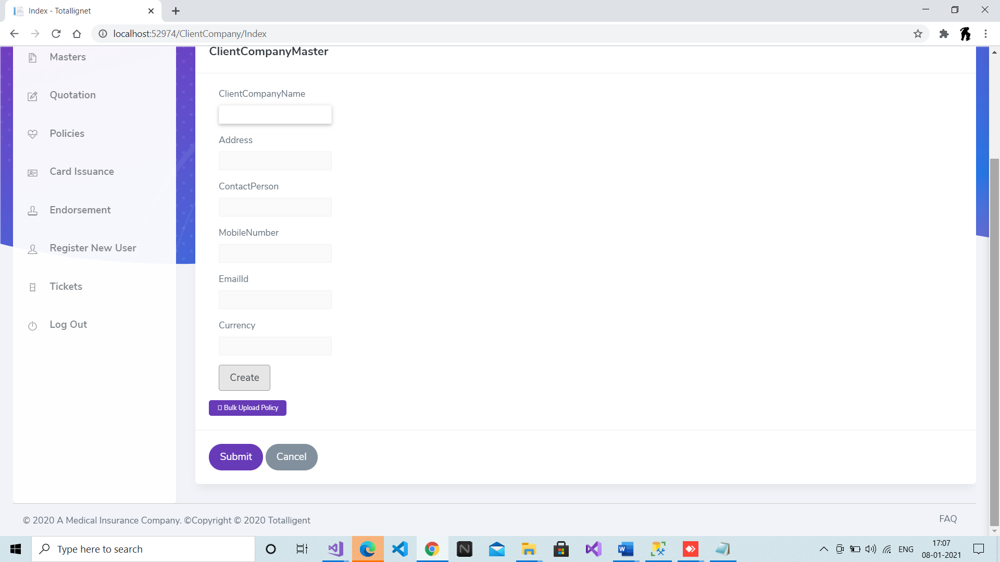 Index - Totallignet
localhost:52974/ClientCompany/Index
Masters
Quotation
Policies
Card Issuance
Endorsement
Register New User
Tickets
Log Out
ClientCompanyMaster
ClientCompanyName
Address
ContactPerson
MobileNumber
EmailId
Currency
Create
Bulk Upload Policy
Submit Cancel
© 2020 A Medical Insurance Company. ©Copyright © 2020 Totalligent
FAQ
Type here to search
ENG
17:07
08-01-2021